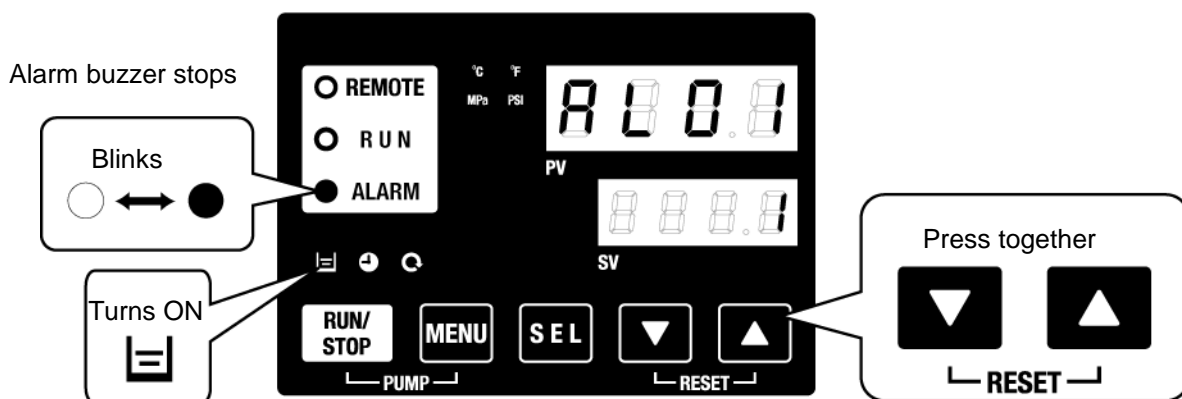 Alarm buzzer stops
Blinks
Turns ON
REMOTE
RUN
ALARM
°C °F
MPa PSI
AL01
PV
1
SV
RUN/
STOP
MENU
SEL
PUMP
RESET
Press together
RESET